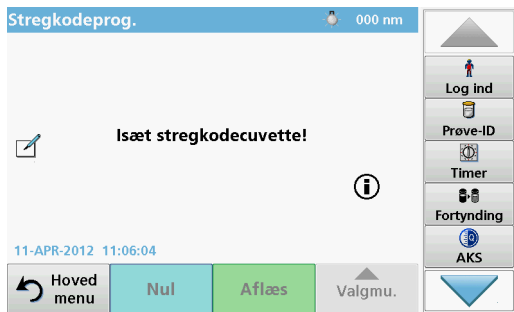 Stregkodeprog.
000 nm
Isæt stregkodecuvette!
11-APR-2012 11:06:04
Hoved
menu
Nul
Aflæs
Valgmu.
Log ind
Prøve-ID
Timer
Fortynding
AKS